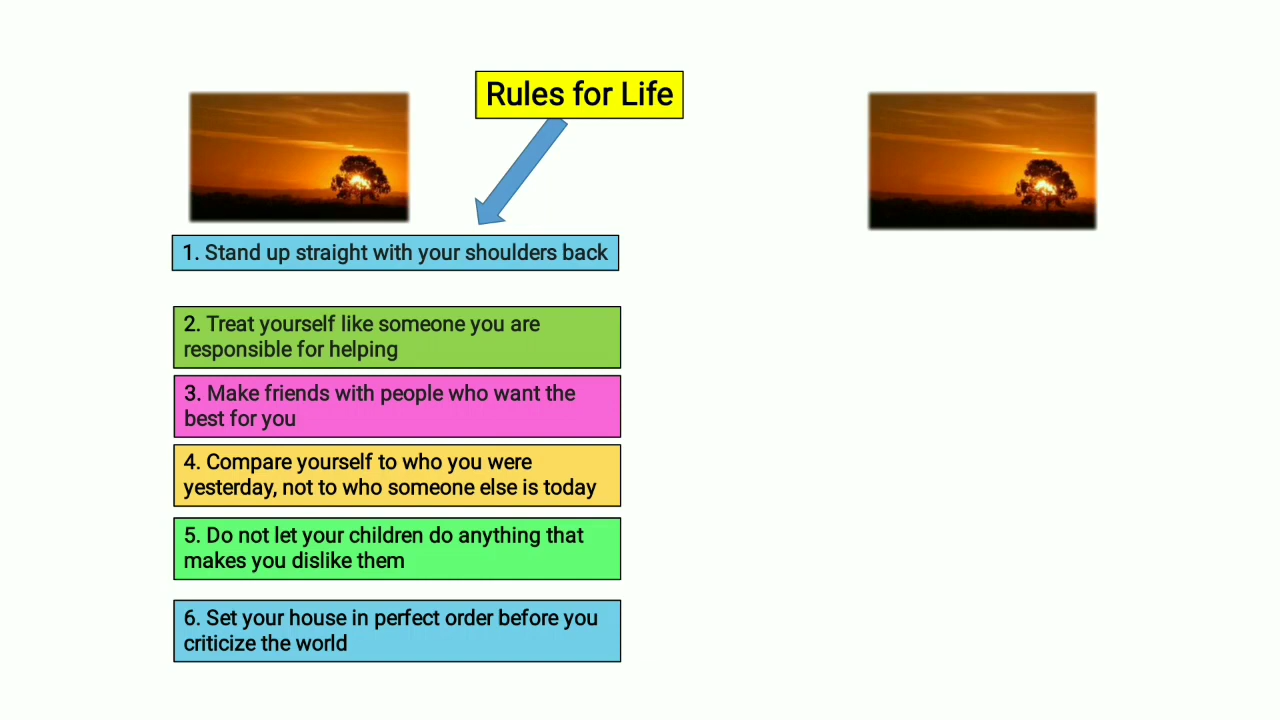 Rules for Life
1. Stand up straight with your shoulders back
2. Treat yourself like someone you are
responsible for helping
3. Make friends with people who want the
best for you
4. Compare yourself to who you were
yesterday, not to who someone else is today
5. Do not let your children do anything that
makes you dislike them
6. Set your house in perfect order before you
criticize the world